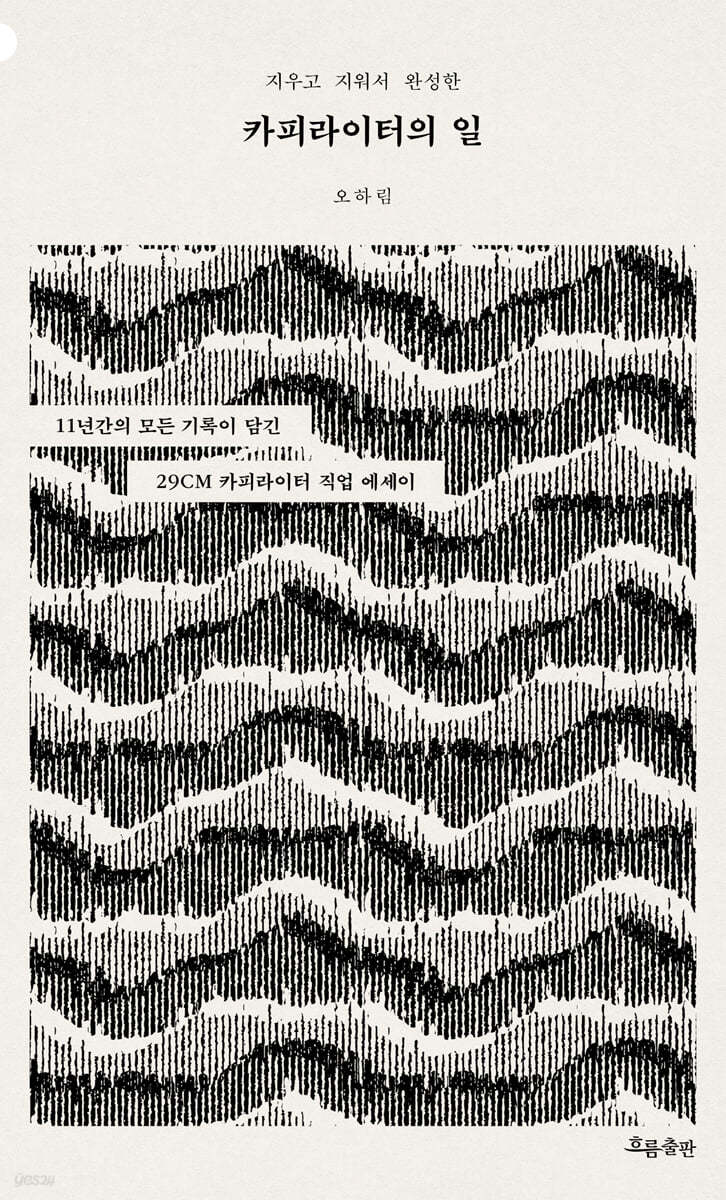 지우고 지워서 완성한
카피라이터의 일
오하림
11년간의 모든 기록이 담긴
29CM 카피라이터 직업 에세이
흐름출판
yes24